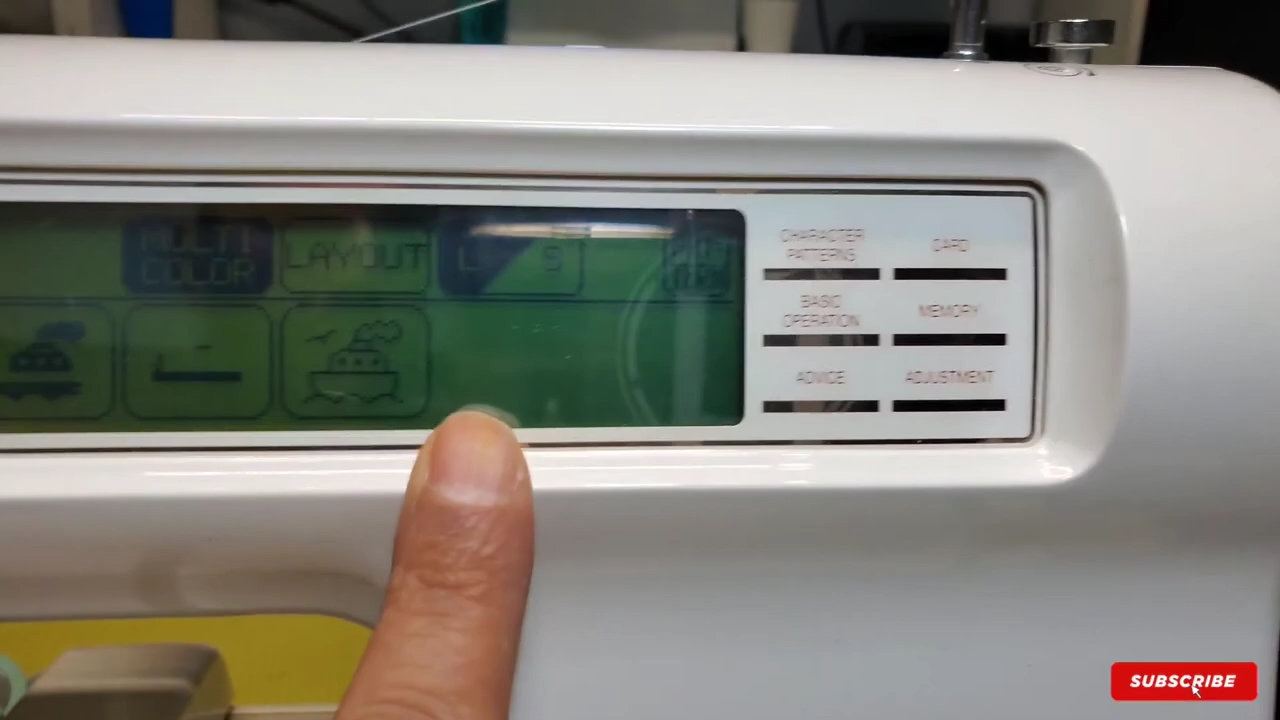 MULTI
COLOR
LAYOUT
L S
CHARACTER
PATTERNS
CARD
BASIC
OPERATION
MEMORY
ADVICE
ADJUSTMENT
SUBSCRIBE